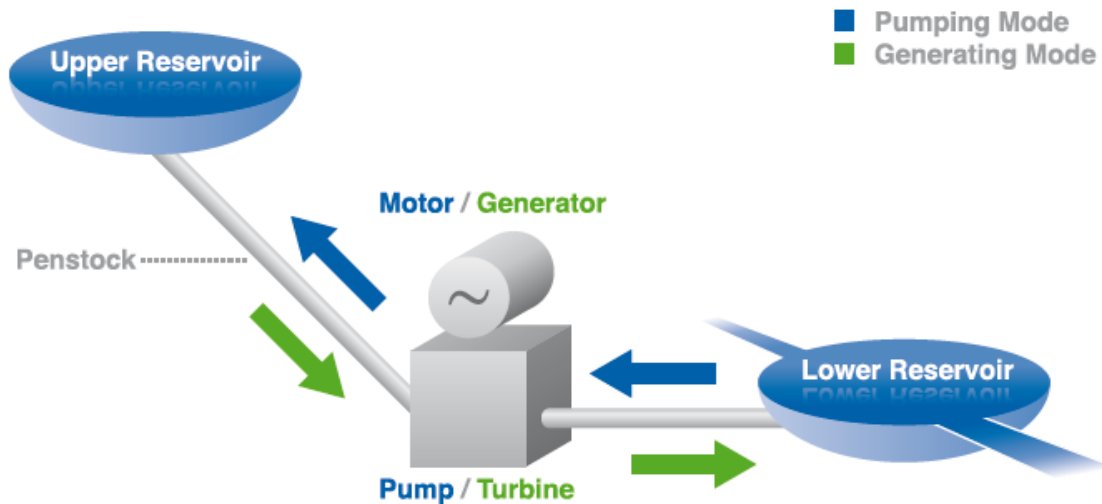 Pumping Mode
Generating Mode
Upper Reservoir
Motor / Generator
Penstock
Lower Reservoir
Pump / Turbine